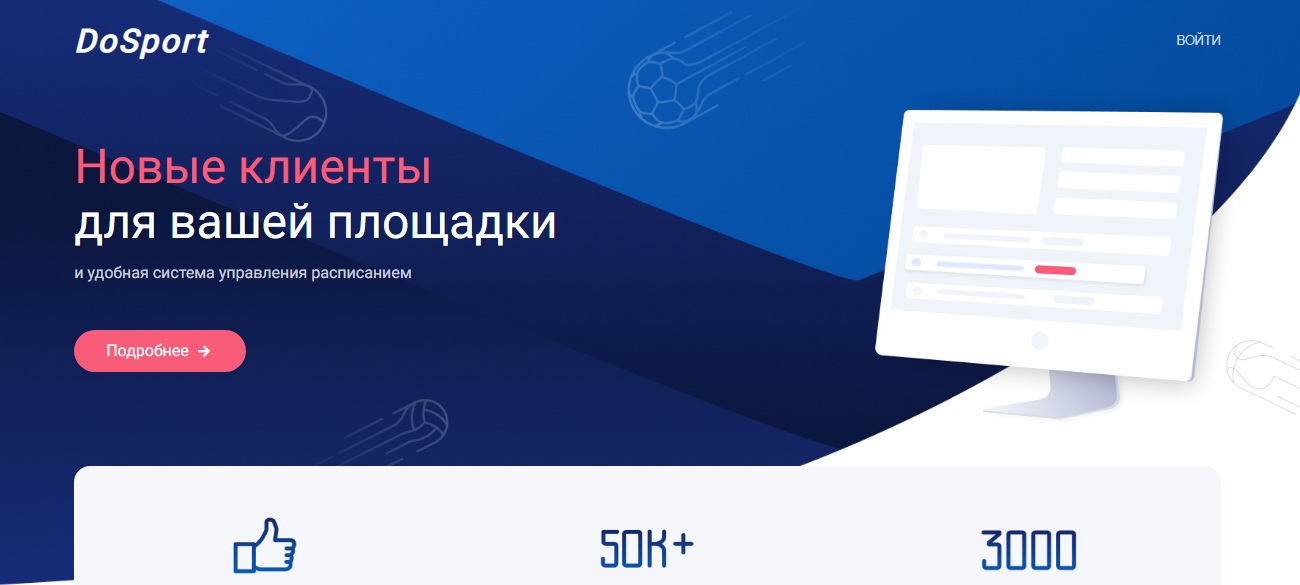 DoSport
ВОЙТИ
Новые клиенты
для вашей площадки
и удобная система управления расписанием
Подробнее →
50K+
3000